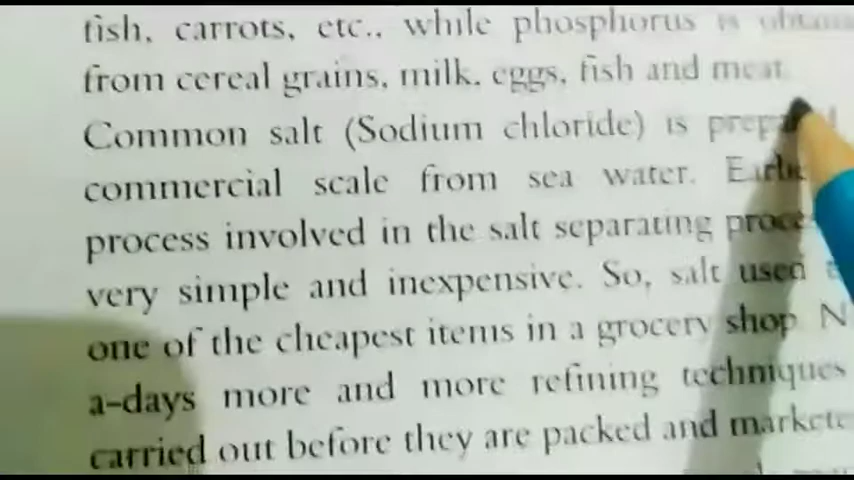 fish, carrots, etc., while phosphorus is
from cereal grains, milk, eggs, fish and meat.
Common salt (Sodium chloride) is
commercial scale from sea water.
process involved in the salt separating
very simple and inexpensive. So, salt used
one of the cheapest items in a grocery shop.
a-days more and more refining techniques
carried out before they are packed and